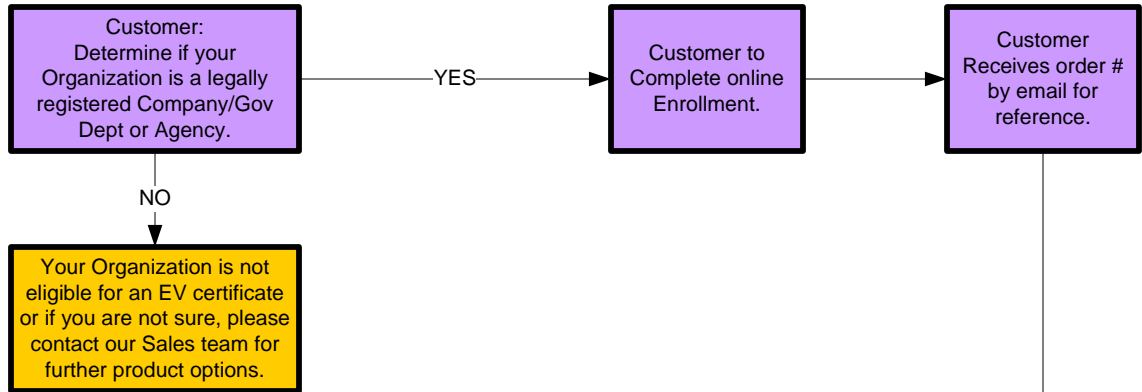 Customer:
Determine if your
Organization is a legally
registered Company/Gov
Dept or Agency.
YES
Customer to
Complete online
Enrollment.
Customer
Receives order #
by email for
reference.
NO
Your Organization is not
eligible for an EV certificate
or if you are not sure, please
contact our Sales team for
further product options.